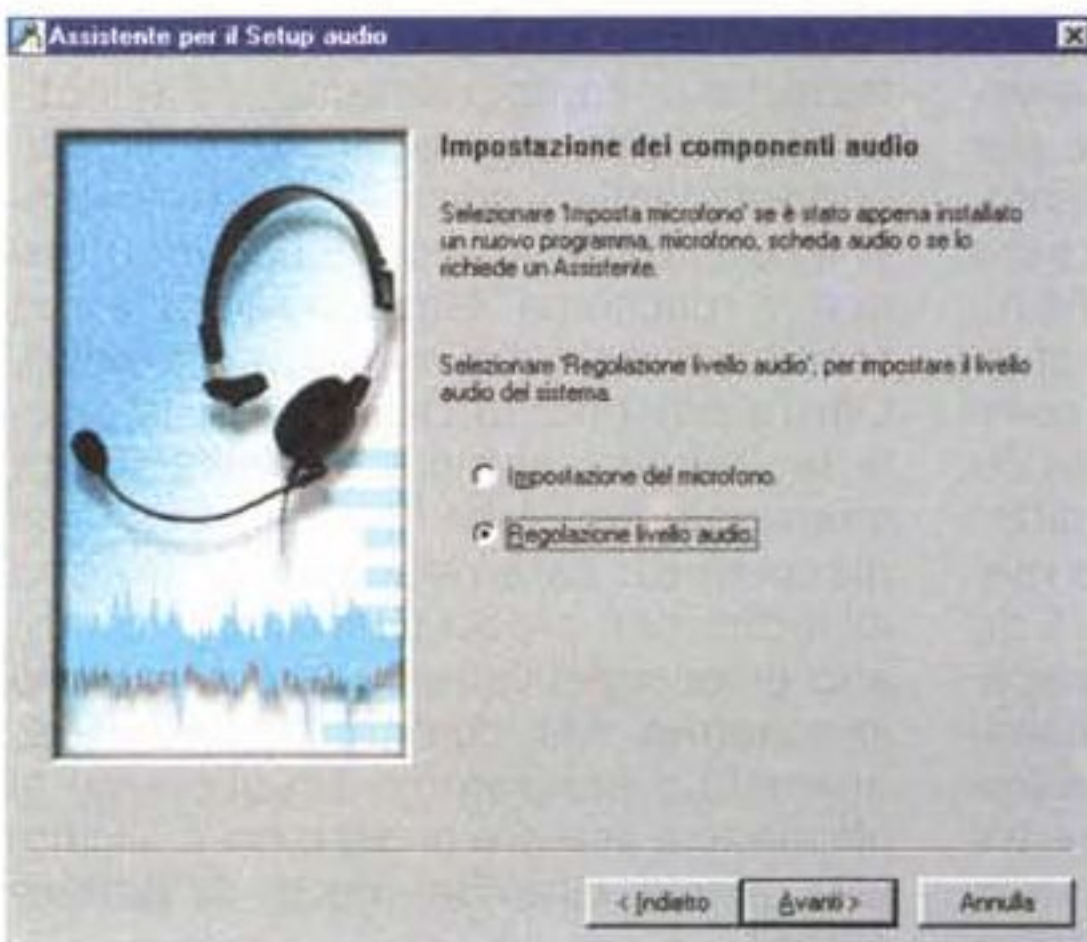 Assistente per il Setup audio
Impostazione dei componenti audio
Selezionare 'Imposta microfono' se è stato appena installato
un nuovo programma, microfono, scheda audio o se lo
richiede un Assistente.
Selezionare 'Regolazione livello audio', per impostare il livello
audio del sistema.
Impostazione del microfono.
Regolazione livello audio.
< Indietro
Avanti >
Annulla